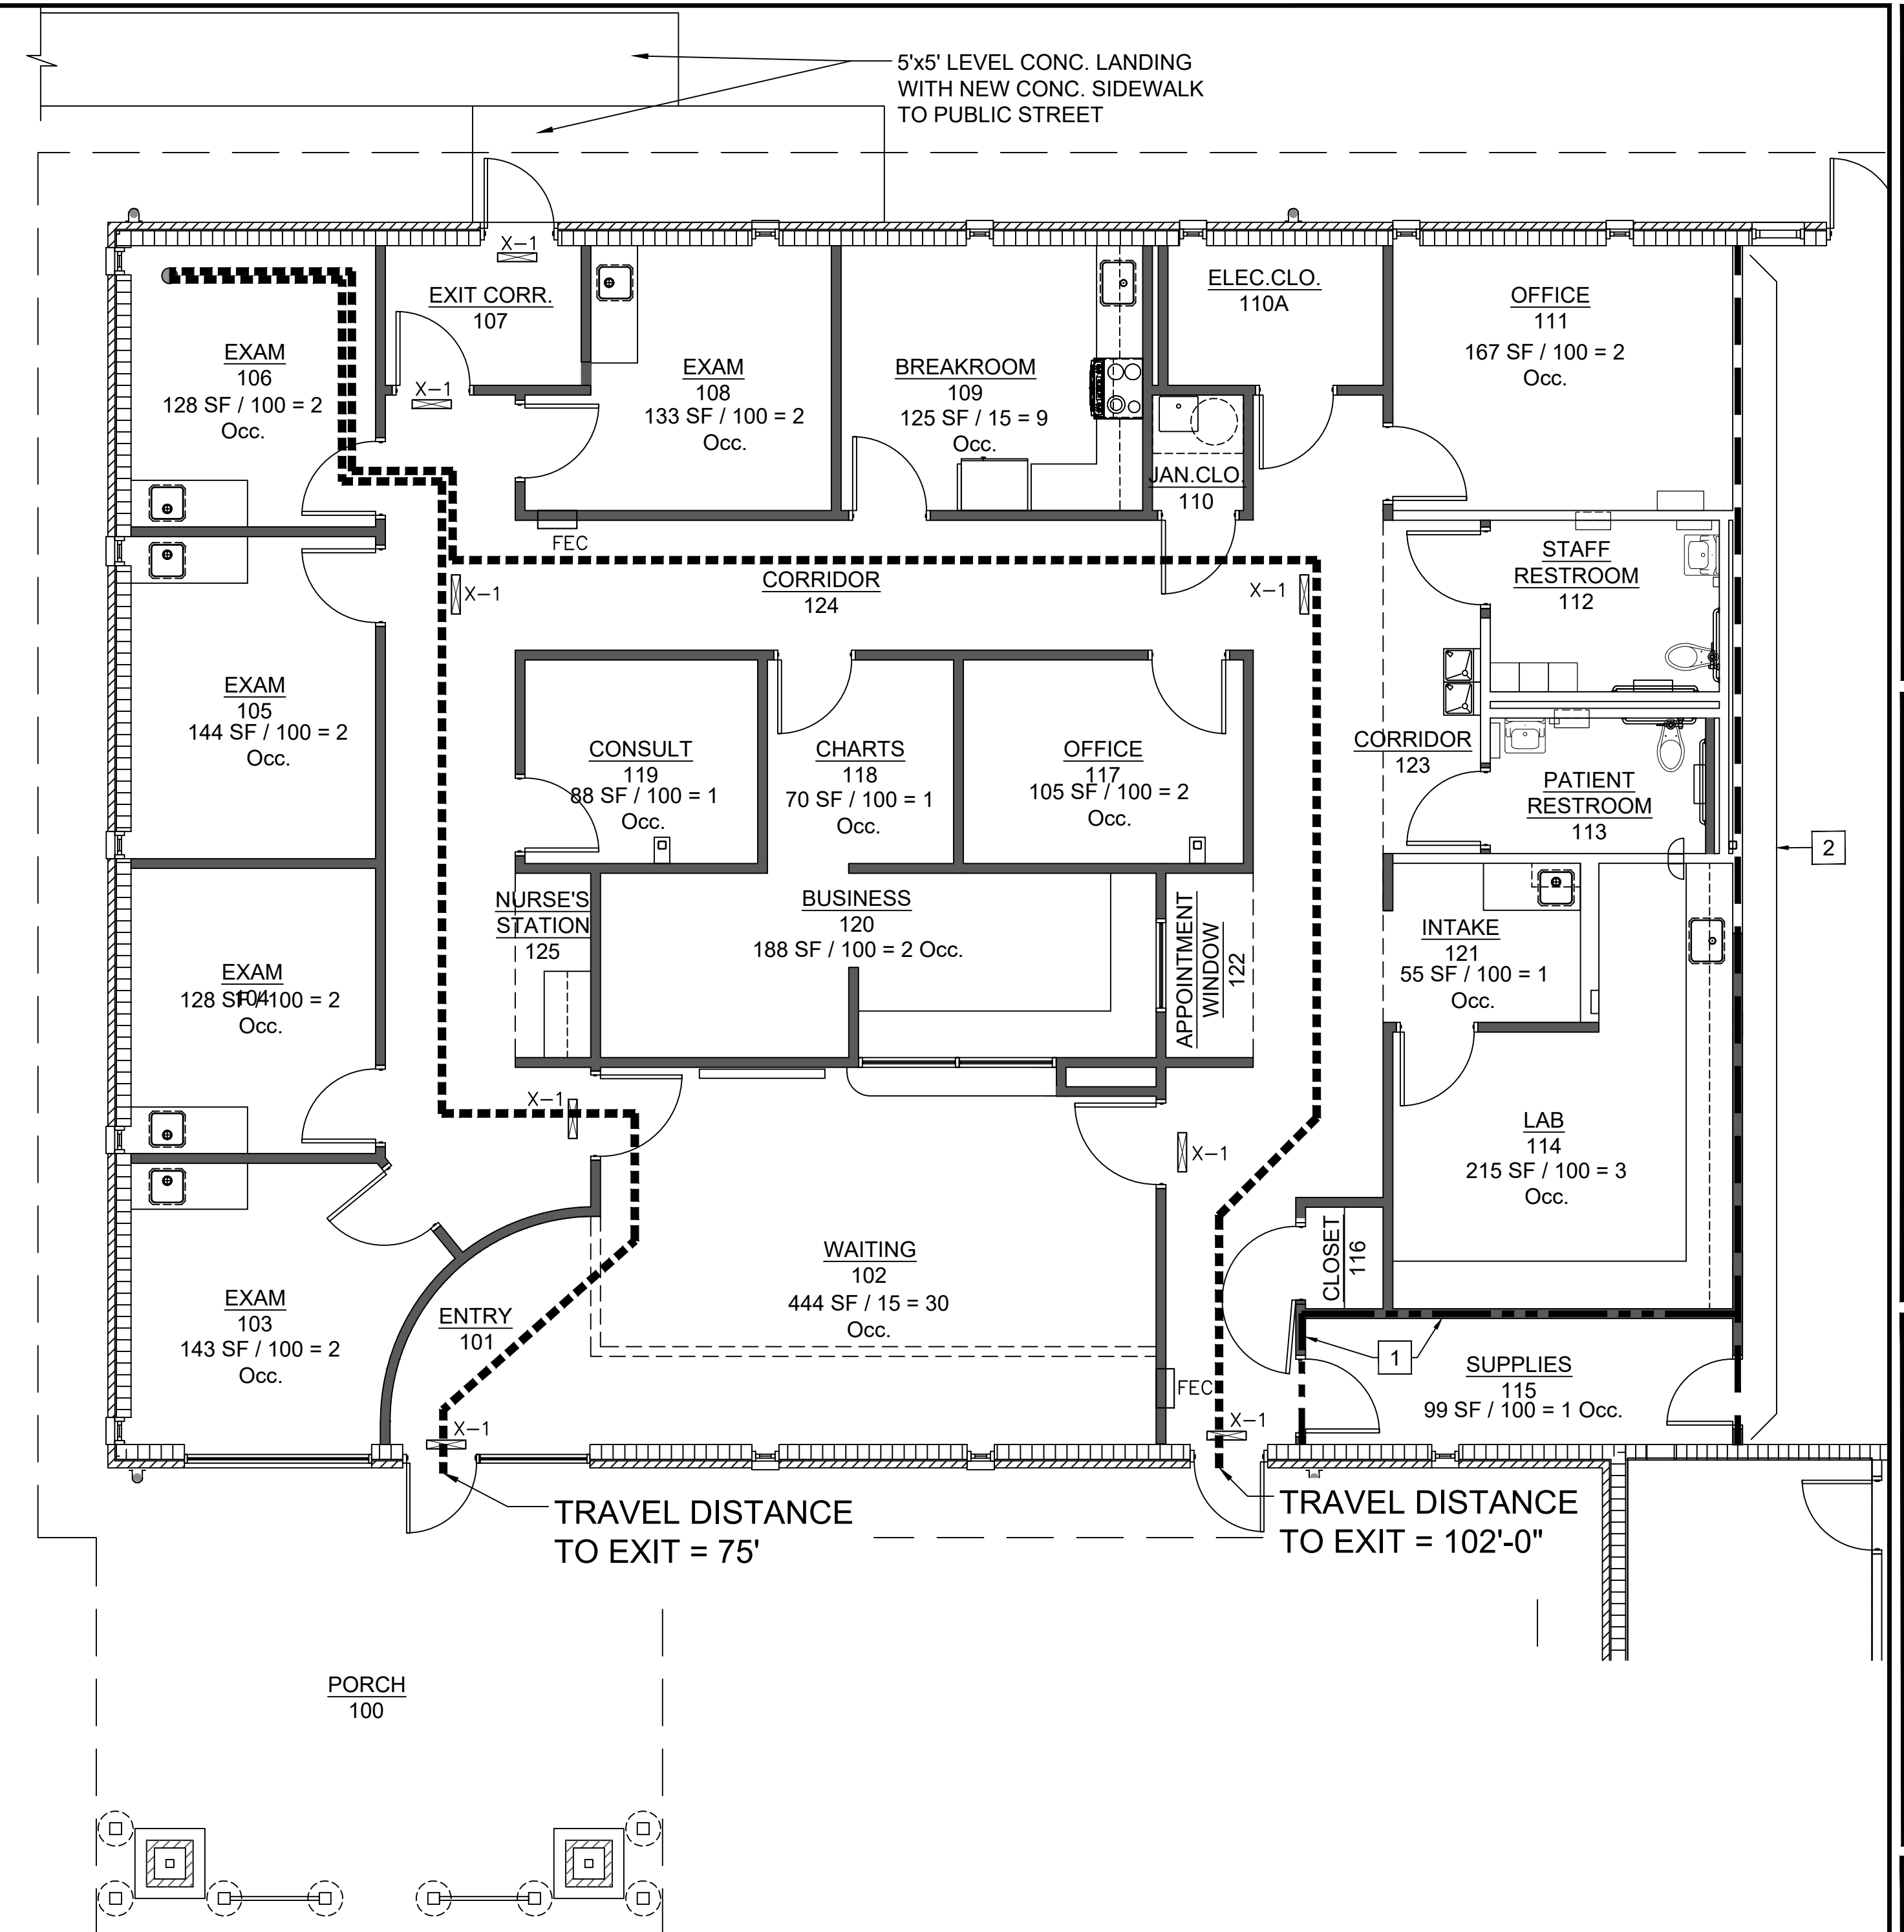 5'x5' LEVEL CONC. LANDING
WITH NEW CONC. SIDEWALK
TO PUBLIC STREET
X-1
EXIT CORR.
107
X-1
EXAM
106
128 SF / 100 = 2
Occ.
EXAM
108
133 SF / 100 = 2
Occ.
BREAKROOM
109
125 SF / 15 = 9
Occ.
ELEC.CLO.
110A
JAN.CLO.
110
OFFICE
111
167 SF / 100 = 2
Occ.
FEC
X-1
CORRIDOR
124
X-1
STAFF
RESTROOM
112
EXAM
105
144 SF / 100 = 2
Occ.
CONSULT
119
88 SF / 100 = 1
Occ.
CHARTS
118
70 SF / 100 = 1
Occ.
OFFICE
117
105 SF / 100 = 2
Occ.
CORRIDOR
123
PATIENT
RESTROOM
113
2
NURSE'S
STATION
125
BUSINESS
120
188 SF / 100 = 2 Occ.
APPOINTMENT
WINDOW
122
INTAKE
121
55 SF / 100 = 1
Occ.
EXAM
104
128 SF / 100 = 2
Occ.
X-1
X-1
LAB
114
215 SF / 100 = 3
Occ.
EXAM
103
143 SF / 100 = 2
Occ.
ENTRY
101
WAITING
102
444 SF / 15 = 30
Occ.
CLOSET
116
1
SUPPLIES
115
99 SF / 100 = 1 Occ.
FEC
X-1
X-1
TRAVEL DISTANCE
TO EXIT = 75'
TRAVEL DISTANCE
TO EXIT = 102'-0"
PORCH
100